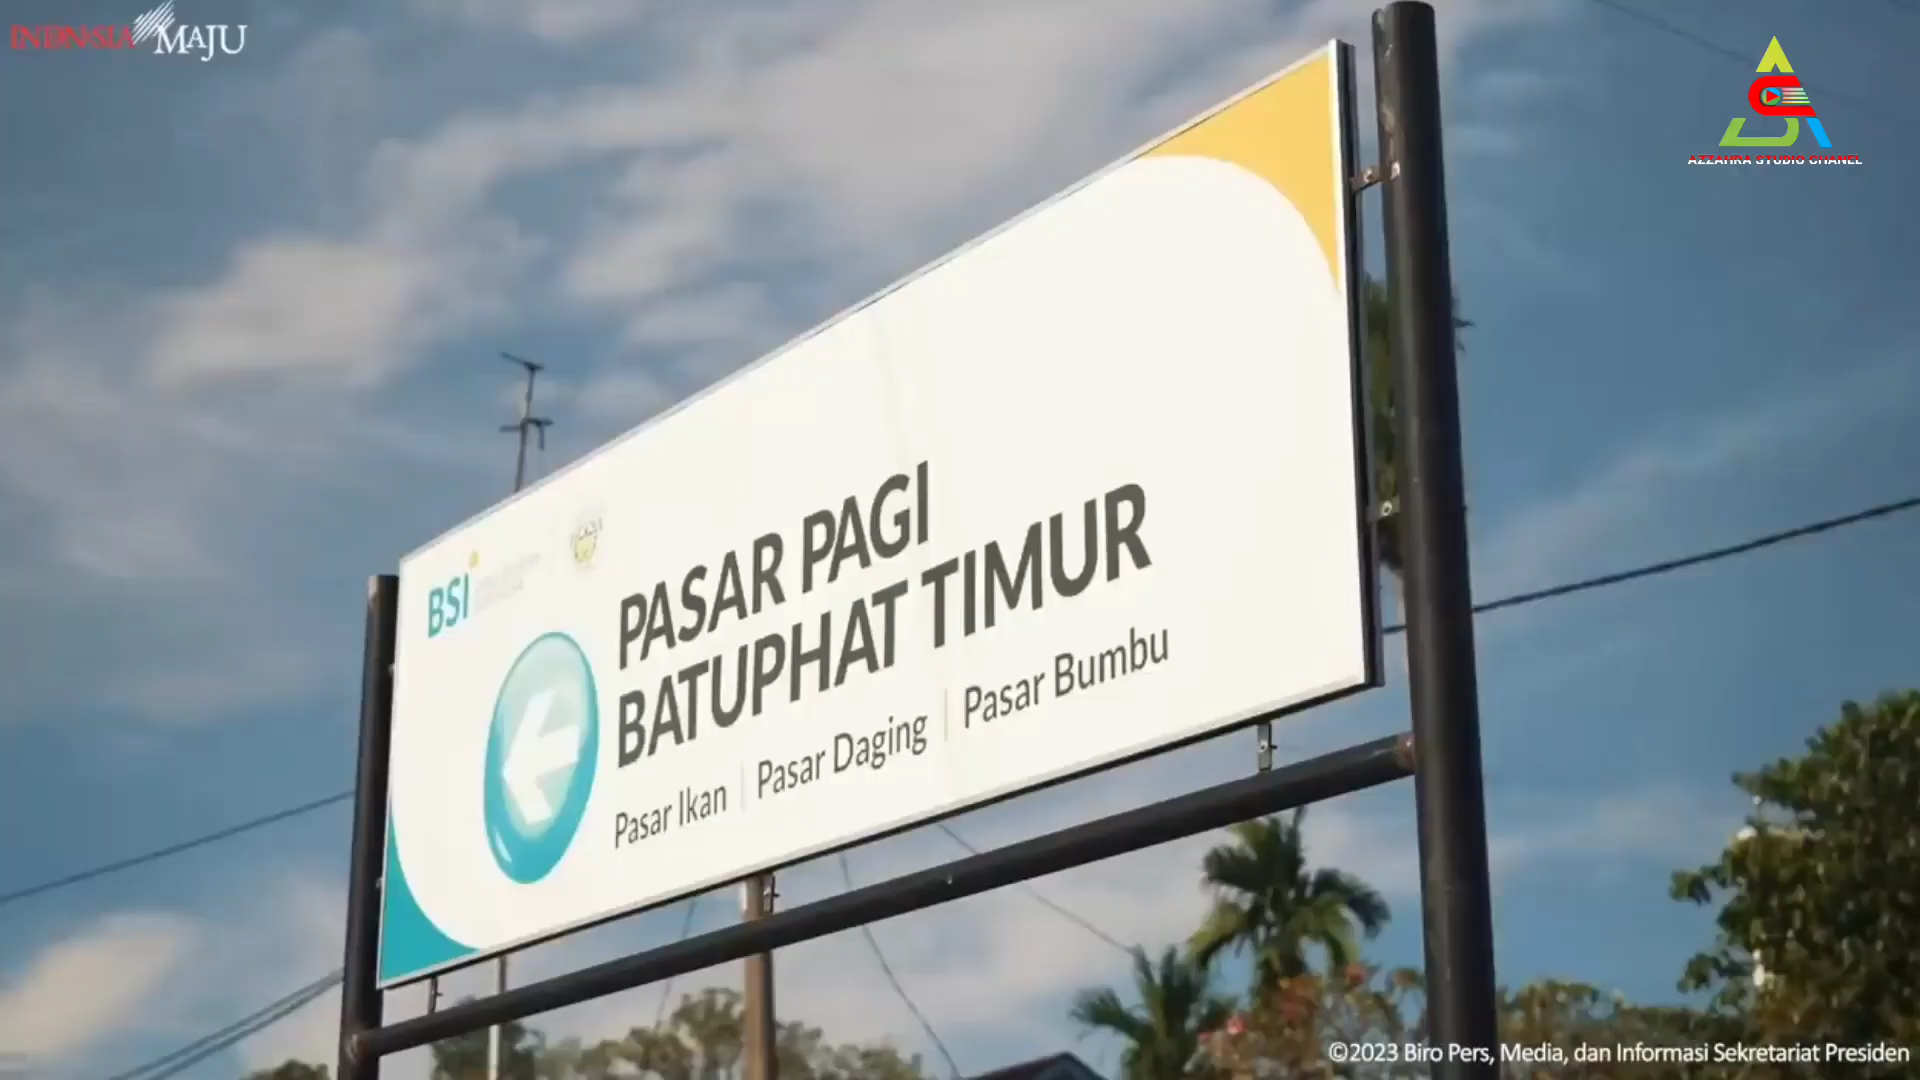 INDONESIA MAJU
AZZAHRA STUDIO CHANEL
BSI
PASAR PAGI
BATUPHAT TIMUR
Pasar Ikan | Pasar Daging | Pasar Bumbu
©2023 Biro Pers, Media, dan Informasi Sekretariat Presiden